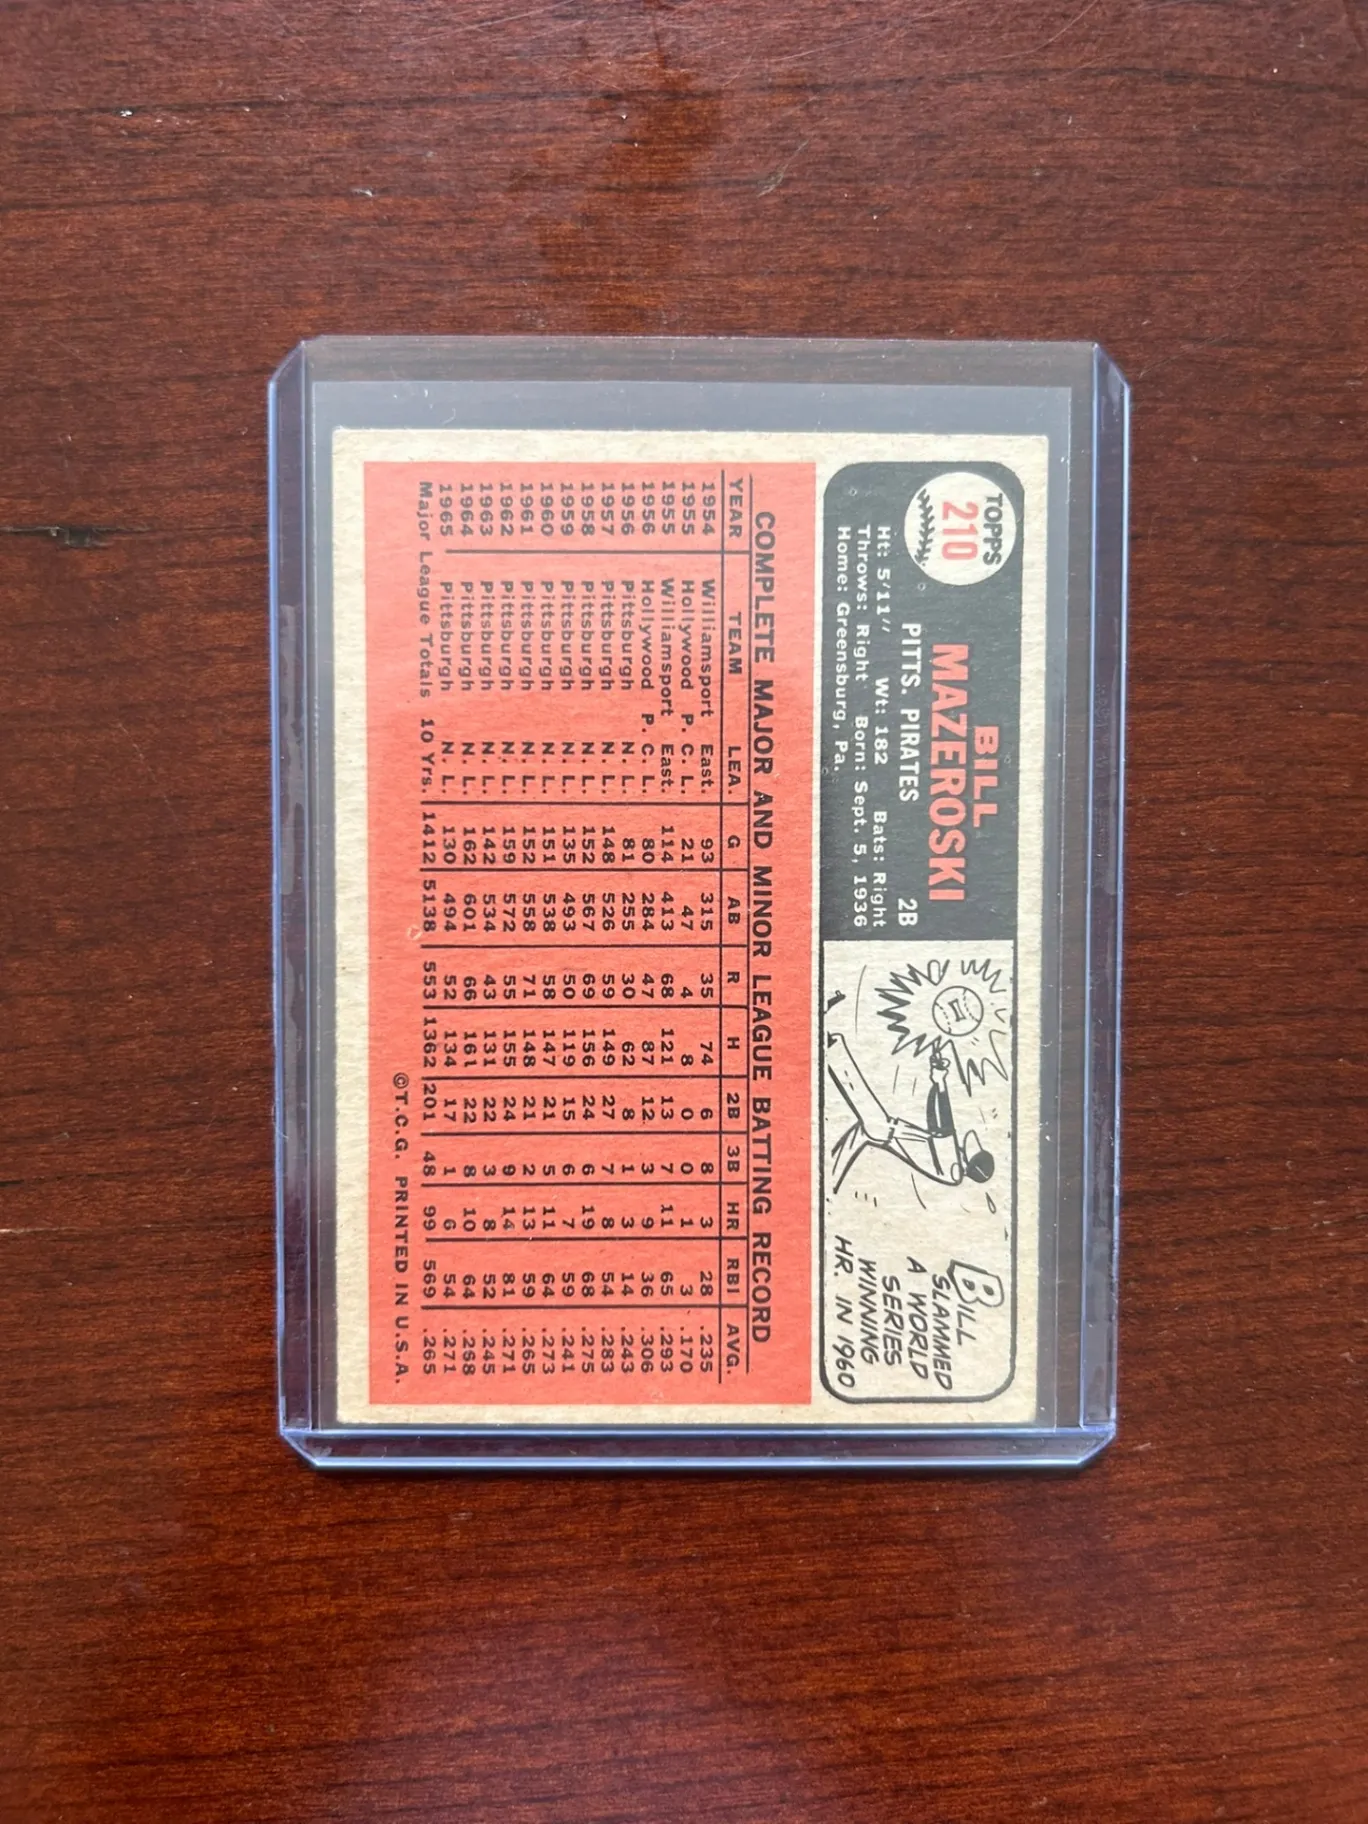 TOPPS
210
BILL
MAZEROSKI
PITTS. PIRATES 2B
Ht: 5'11" Wt: 182 Bats: Right
Throws: Right Born: Sept. 5, 1936
Home: Greensburg, Pa.
BILL
SLAMMED
A WORLD
SERIES
WINNING
HR. IN 1960
COMPLETE MAJOR AND MINOR LEAGUE BATTING RECORD
YEAR TEAM LEA G AB R H 2B 3B HR RBI AVG.
1954 Williamsport East. 93 315 35 74 6 8 3 28 .235
1955 Hollywood P. C. L. 21 47 4 8 0 0 1 3 .170
1955 Williamsport East. 114 413 68 121 13 7 11 65 .293
1956 Hollywood P. C. L. 80 284 47 87 12 3 9 36 .306
1956 Pittsburgh N. L. 81 255 30 62 8 1 3 14 .243
1957 Pittsburgh N. L. 148 526 59 149 27 7 8 54 .283
1958 Pittsburgh N. L. 152 567 69 156 24 6 19 68 .275
1959 Pittsburgh N. L. 135 493 50 119 15 6 7 59 .241
1960 Pittsburgh N. L. 151 538 58 147 21 5 11 64 .273
1961 Pittsburgh N. L. 152 558 71 148 21 2 13 59 .265
1962 Pittsburgh N. L. 159 572 55 155 24 9 14 81 .271
1963 Pittsburgh N. L. 142 534 43 131 22 3 8 52 .245
1964 Pittsburgh N. L. 162 601 66 161 22 8 10 64 .268
1965 Pittsburgh N. L. 130 494 52 134 17 1 6 54 .271
Major League Totals 10 Yrs. 1412 5138 553 1362 201 48 99 569 .265
©T.C.G. PRINTED IN U.S.A.